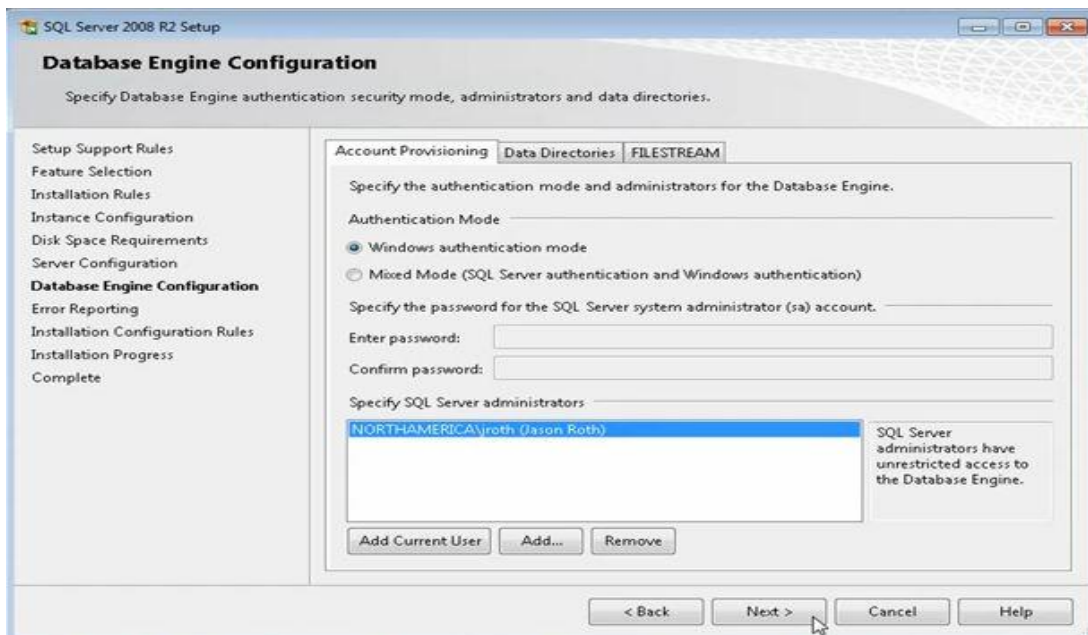 SQL Server 2008 R2 Setup
Database Engine Configuration
Specify Database Engine authentication security mode, administrators and data directories.
Setup Support Rules
Feature Selection
Installation Rules
Instance Configuration
Disk Space Requirements
Server Configuration
Database Engine Configuration
Error Reporting
Installation Configuration Rules
Installation Progress
Complete
Account Provisioning
Data Directories
FILESTREAM
Specify the authentication mode and administrators for the Database Engine.
Authentication Mode
Windows authentication mode
Mixed Mode (SQL Server authentication and Windows authentication)
Specify the password for the SQL Server system administrator (sa) account.
Enter password:
Confirm password:
Specify SQL Server administrators
NORTHAMERICA\jroth (Jason Roth)
SQL Server
administrators have
unrestricted access to
the Database Engine.
Add Current User
Add...
Remove
< Back
Next >
Cancel
Help